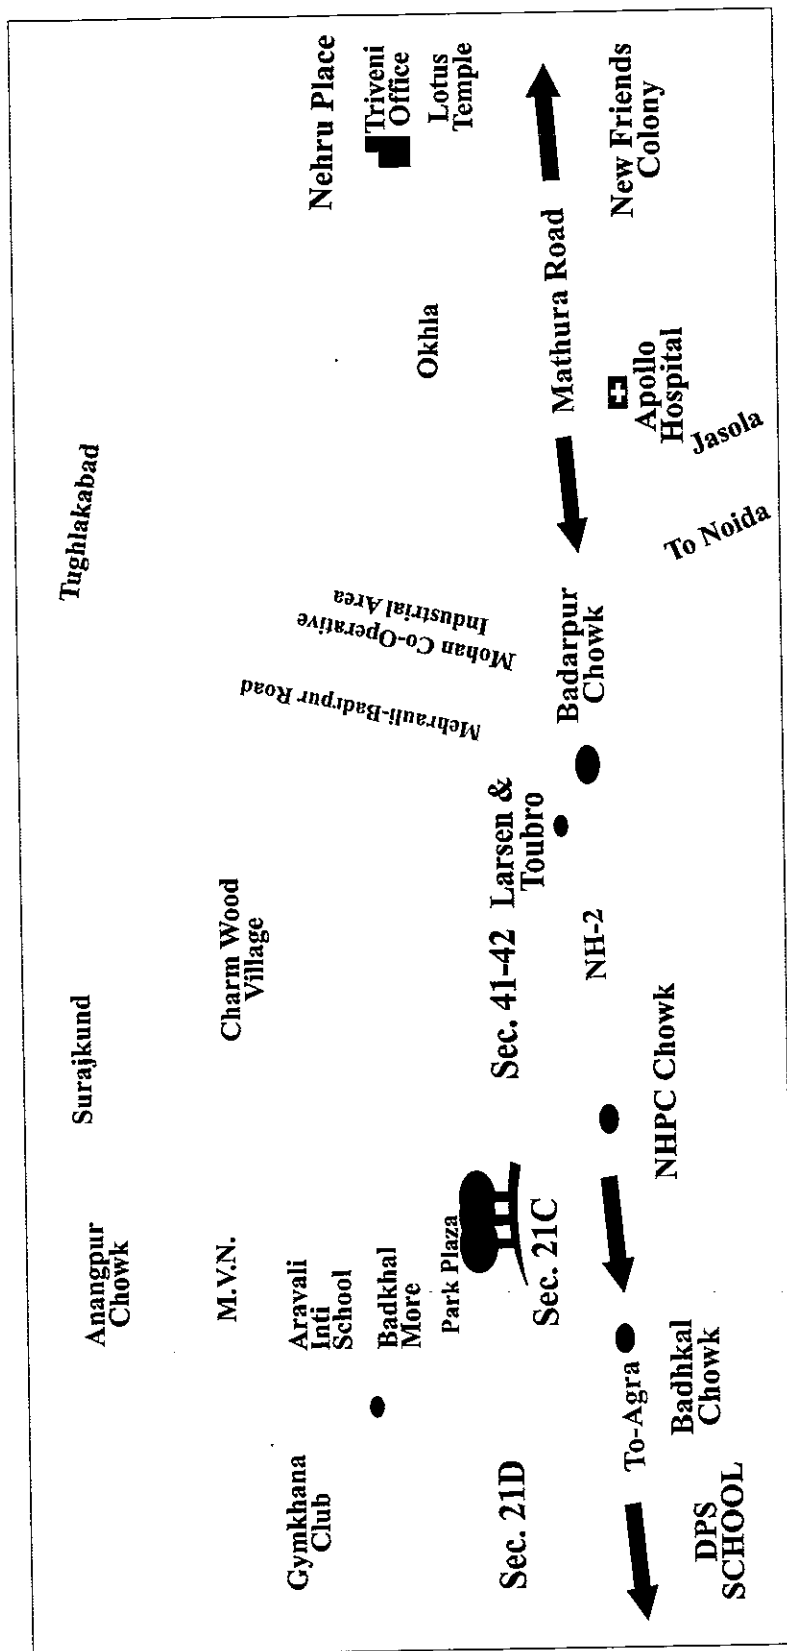 Anangpur
Chowk
Surajkund
Tughlakabad
M.V.N.
Charm Wood
Village
Gymkhana
Club
Aravali
Inti
School
Mehrauli-Badrpur Road
Mohan Co-Operative
Industrial Area
Nehru Place
Badkhal
More
Triveni
Office
Park Plaza
Okhla
Lotus
Temple
Sec. 21D
Sec. 21C
Sec. 41-42
Larsen &
Toubro
Badarpur
Chowk
Mathura Road
To-Agra
NH-2
New Friends
Colony
Badhkal
Chowk
NHPC Chowk
Apollo
Hospital
DPS
SCHOOL
To Noida
Jasola